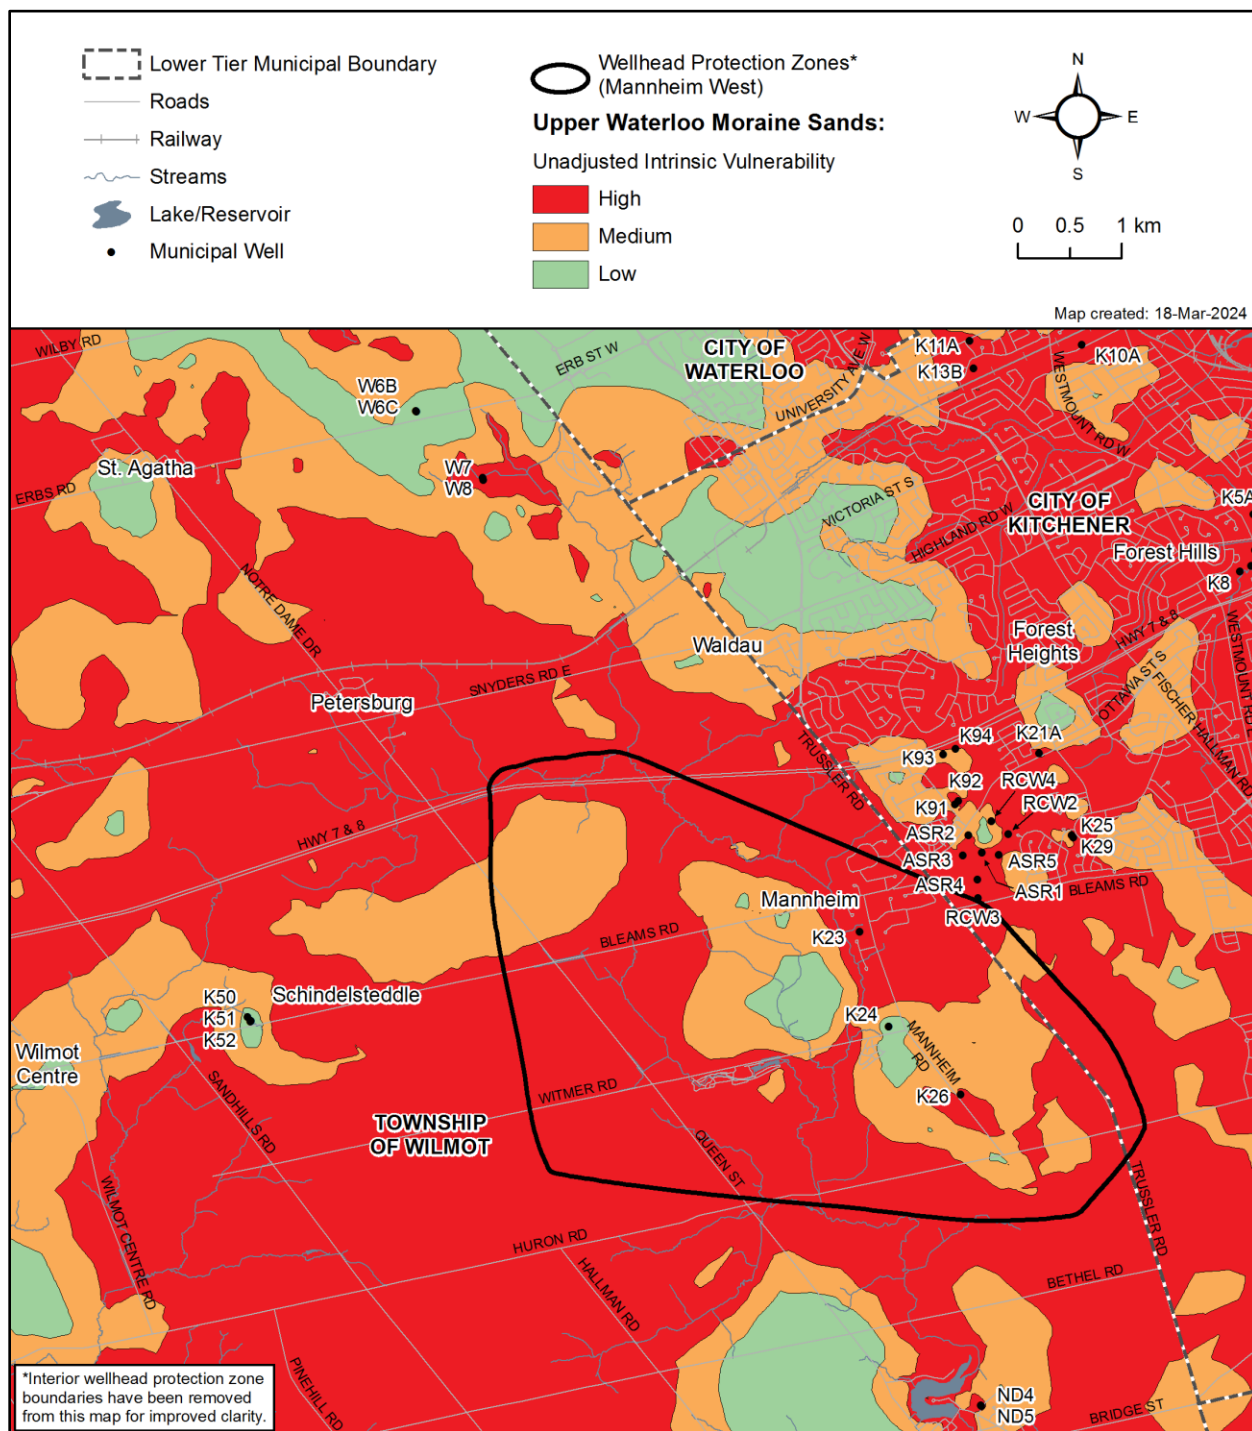 Lower Tier Municipal Boundary
Roads
Railway
Streams
Lake/Reservoir
Municipal Well
Wellhead Protection Zones*
(Mannheim West)
Upper Waterloo Moraine Sands:
Unadjusted Intrinsic Vulnerability
High
Medium
Low
N
W
E
S
0 0.5 1 km
Map created: 18-Mar-2024
WILBY RD
ERB ST W
CITY OF
WATERLOO
UNIVERSITY AVE W
K11A
K13B
K10A
WESTMOUNT RD W
W6B
W6C
St. Agatha
ERBS RD
W7
W8
VICTORIA ST S
HIGHLAND RD W
CITY OF
KITCHENER
K5A
Forest Hills
K8
NOTRE DAME DR
Waldau
Forest
Heights
HWY 7 & 8
WESTMOUNT RD E
SNYDERS RD E
Petersburg
OTTAWA ST S
FISCHER HALLMAN RD
TRUSSLER RD
K93
K94
K21A
K92
K91
RCW4
RCW2
HWY 7 & 8
ASR2
K25
K29
ASR3
ASR5
ASR4
ASR1
BLEAMS RD
Mannheim
RCW3
BLEAMS RD
K23
K50
K51
K52
Schindelsteddle
K24
MANNHEIM
RD
Wilmot
Centre
SANDHILLS RD
WITMER RD
K26
TOWNSHIP
OF WILMOT
QUEEN ST
WILMOT CENTRE RD
TRUSSLER RD
HURON RD
HALLMAN RD
BETHEL RD
PINEHILL RD
*Interior wellhead protection zone
boundaries have been removed
from this map for improved clarity.
ND4
ND5
BRIDGE ST